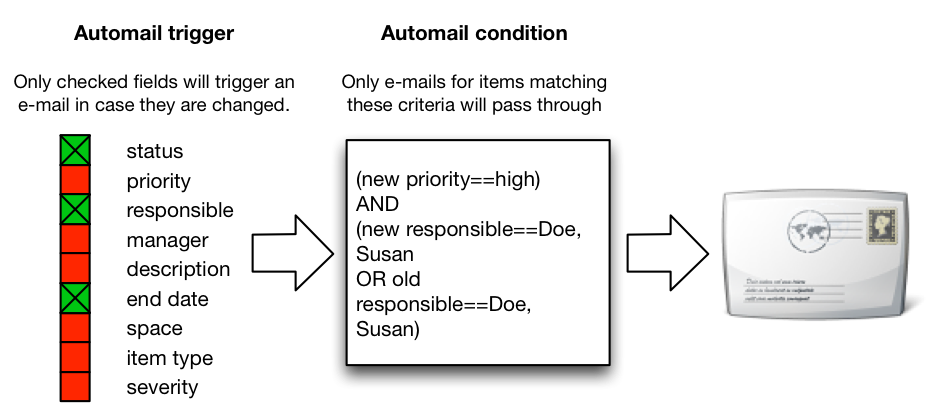 Automail trigger
Only checked fields will trigger an
e-mail in case they are changed.
status
priority
responsible
manager
description
end date
space
item type
severity
Automail condition
Only e-mails for items matching
these criteria will pass through
(new priority==high)
AND
(new responsible==Doe,
Susan
OR old
responsible==Doe,
Susan)